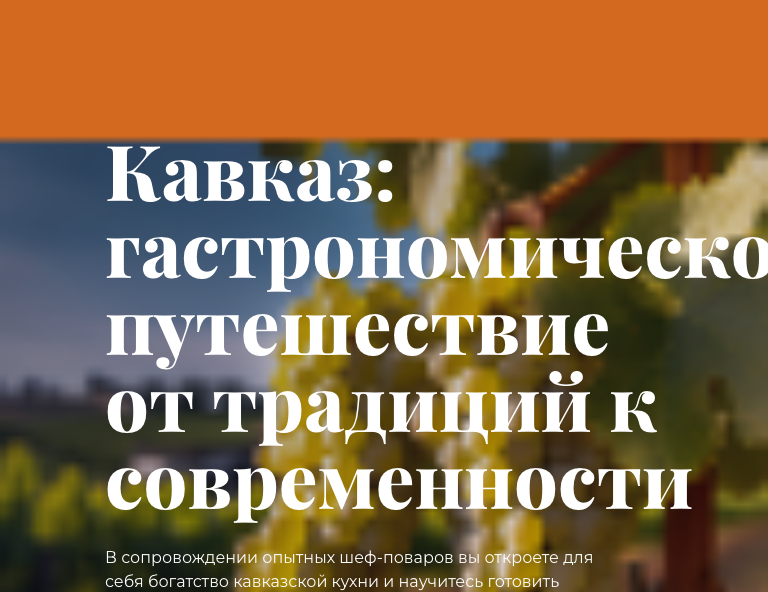 Кавказ:
гастрономическо
путешествие
от традиций к
современности
В сопровождении опытных шеф-поваров вы откроете для
себя богатство кавказской кухни и научитесь готовить